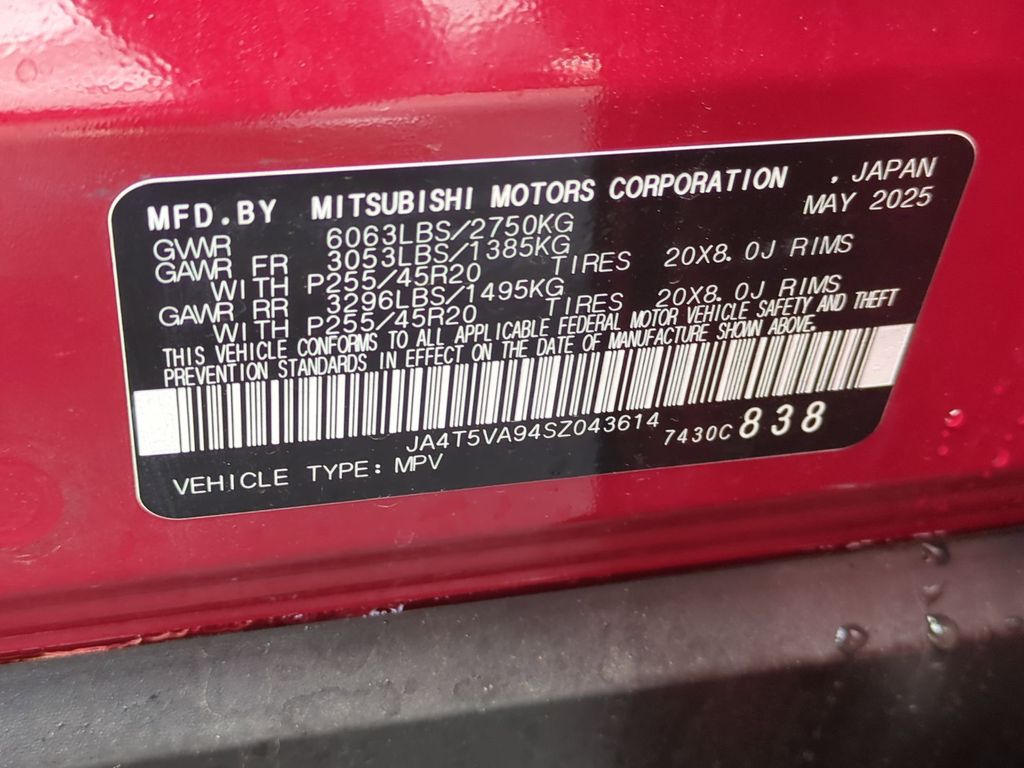 MFD.BY MITSUBISHI MOTORS CORPORATION , JAPAN
MAY 2025
GVWR 6063LBS/2750KG
GAWR FR 3053LBS/1385KG
WITH P255/45R20 TIRES 20X8.0J RIMS
GAWR RR 3296LBS/1495KG
WITH P255/45R20 TIRES 20X8.0J RIMS
THIS VEHICLE CONFORMS TO ALL APPLICABLE FEDERAL MOTOR VEHICLE SAFETY AND THEFT
PREVENTION STANDARDS IN EFFECT ON THE DATE OF MANUFACTURE SHOWN ABOVE.
JA4T5VA94SZ043614 7430C 838
VEHICLE TYPE: MPV